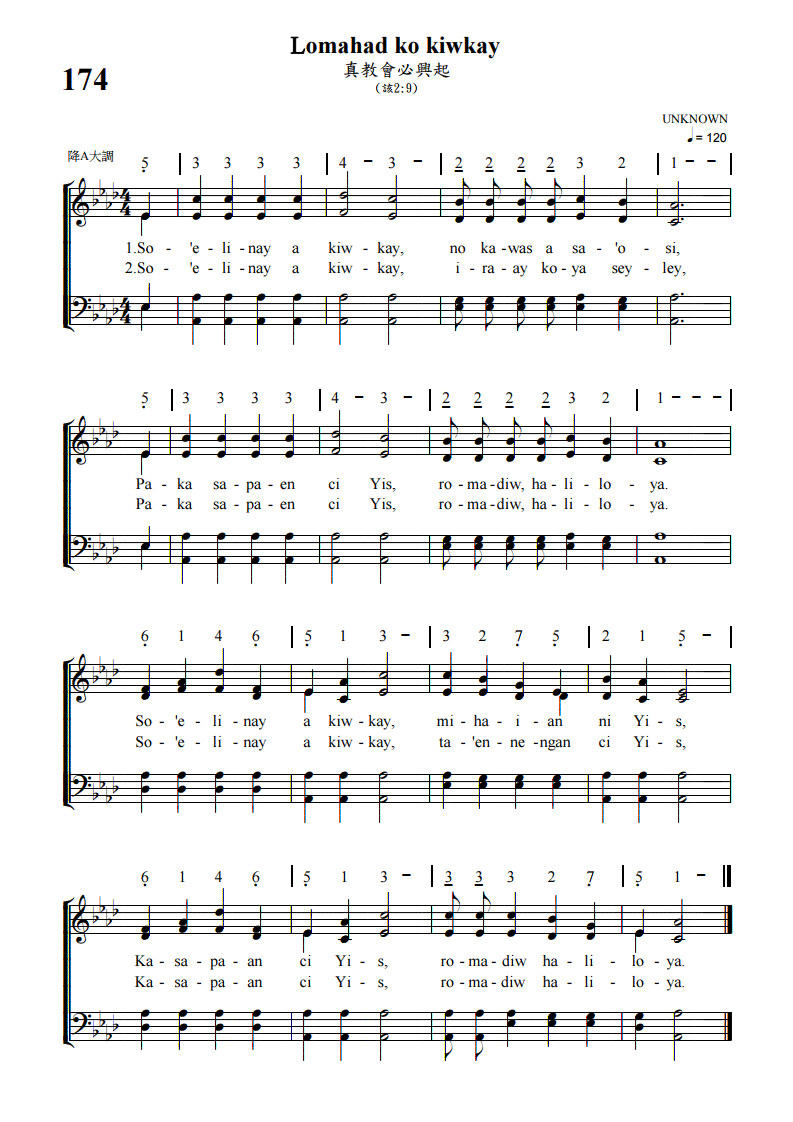 Lomahad ko kiwkay
真教會必興起
174
(該2:9)
UNKNOWN
♩ = 120
降A大調
5̣ | 3 3 3 3 | 4 - 3 - | 2 2 2 2 3 2 | 1 - - |
1.So - 'e - li - nay a kiw - kay, no ka - was a sa - 'o - si,
2.So - 'e - li - nay a kiw - kay, i - ra - ay ko - ya sey - ley,
5̣ | 3 3 3 3 | 4 - 3 - | 2 2 2 2 3 2 | 1 - - - |
Pa - ka sa - pa - en ci Yis, ro - ma - diw, ha - li - lo - ya.
Pa - ka sa - pa - en ci Yis, ro - ma - diw, ha - li - lo - ya.
6̣ 1 4 6̣ | 5̣ 1 3 - | 3 2 7̣ 5̣ | 2 1 5̣ - |
So - 'e - li - nay a kiw - kay, mi - ha - i - an ni Yi - s,
So - 'e - li - nay a kiw - kay, ta - 'en - ne - ngan ci Yi - s,
6̣ 1 4 6̣ | 5̣ 1 3 - | 3 3 3 2 7̣ | 5̣ 1 - ||
Ka - sa - pa - an ci Yi - s, ro - ma - diw ha - li - lo - ya.
Ka - sa - pa - an ci Yi - s, ro - ma - diw ha - li - lo - ya.